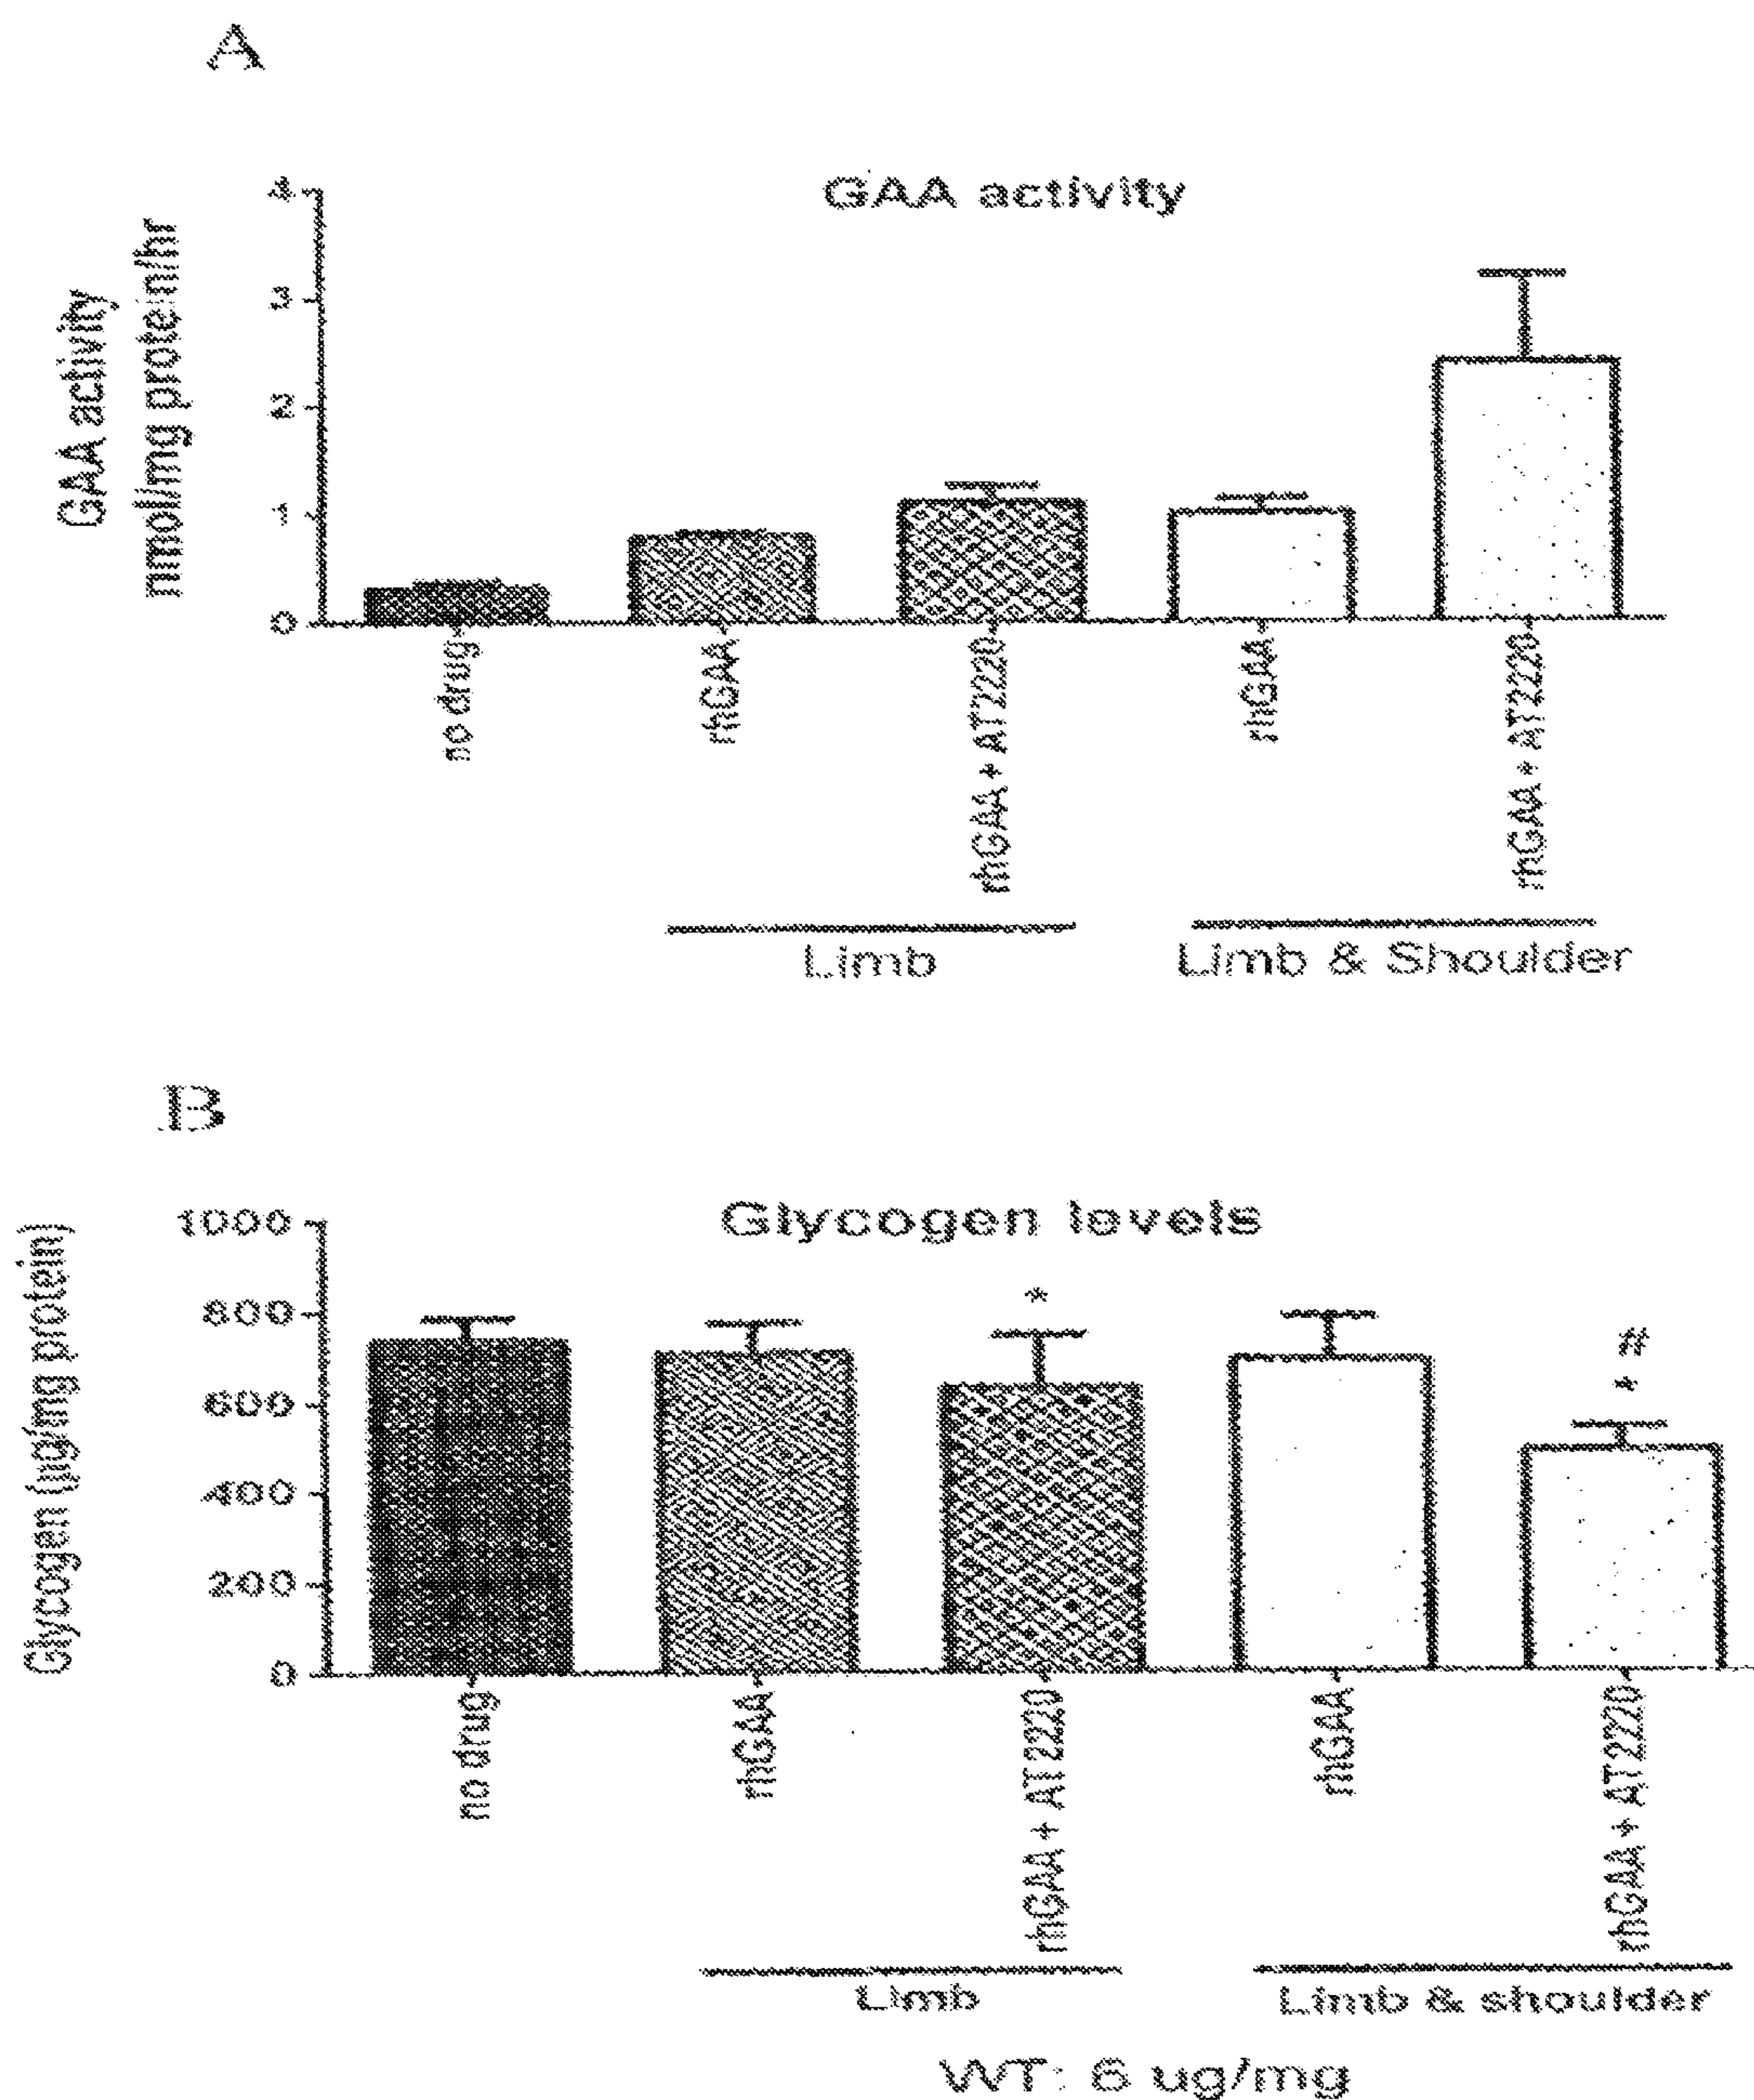 A
GAA activity
GAA activity
nmol/mg protein/hr
4
3
2
1
0
no drug
rhGAA
rhGAA + AT2220
rhGAA
rhGAA + AT2220
Limb
Limb & Shoulder
B
Glycogen levels
Glycogen (µg/mg protein)
1000
800
600
400
200
0
*
#
*
no drug
rhGAA
rhGAA + AT2220
rhGAA
rhGAA + AT2220
Limb
Limb & shoulder
WT: 6 ug/mg